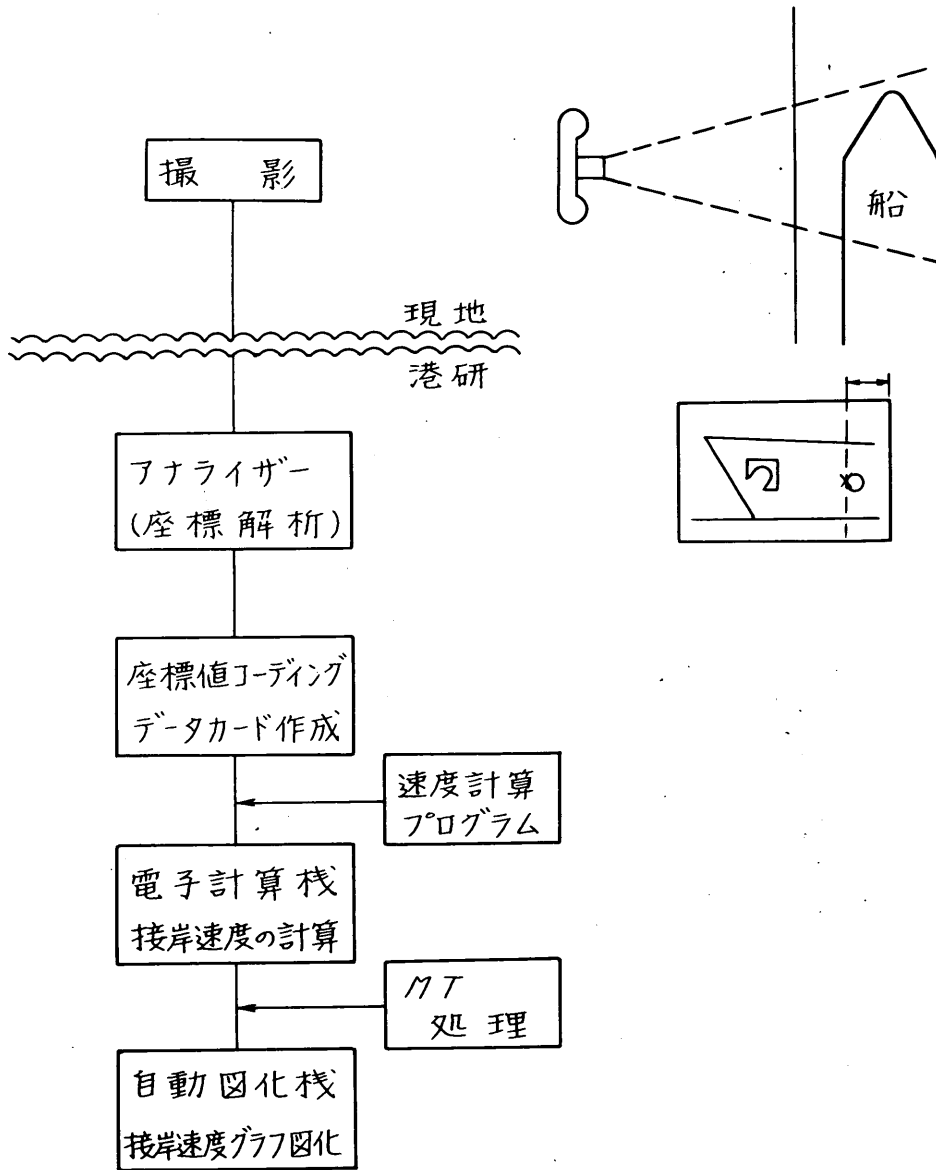 撮 影
船
現地
港研
アナライザー
(座標解析)
座標値コーディング
データカード作成
速度計算
プログラム
電子計算桟
接岸速度の計算
MT
処理
自動図化桟
接岸速度グラフ図化